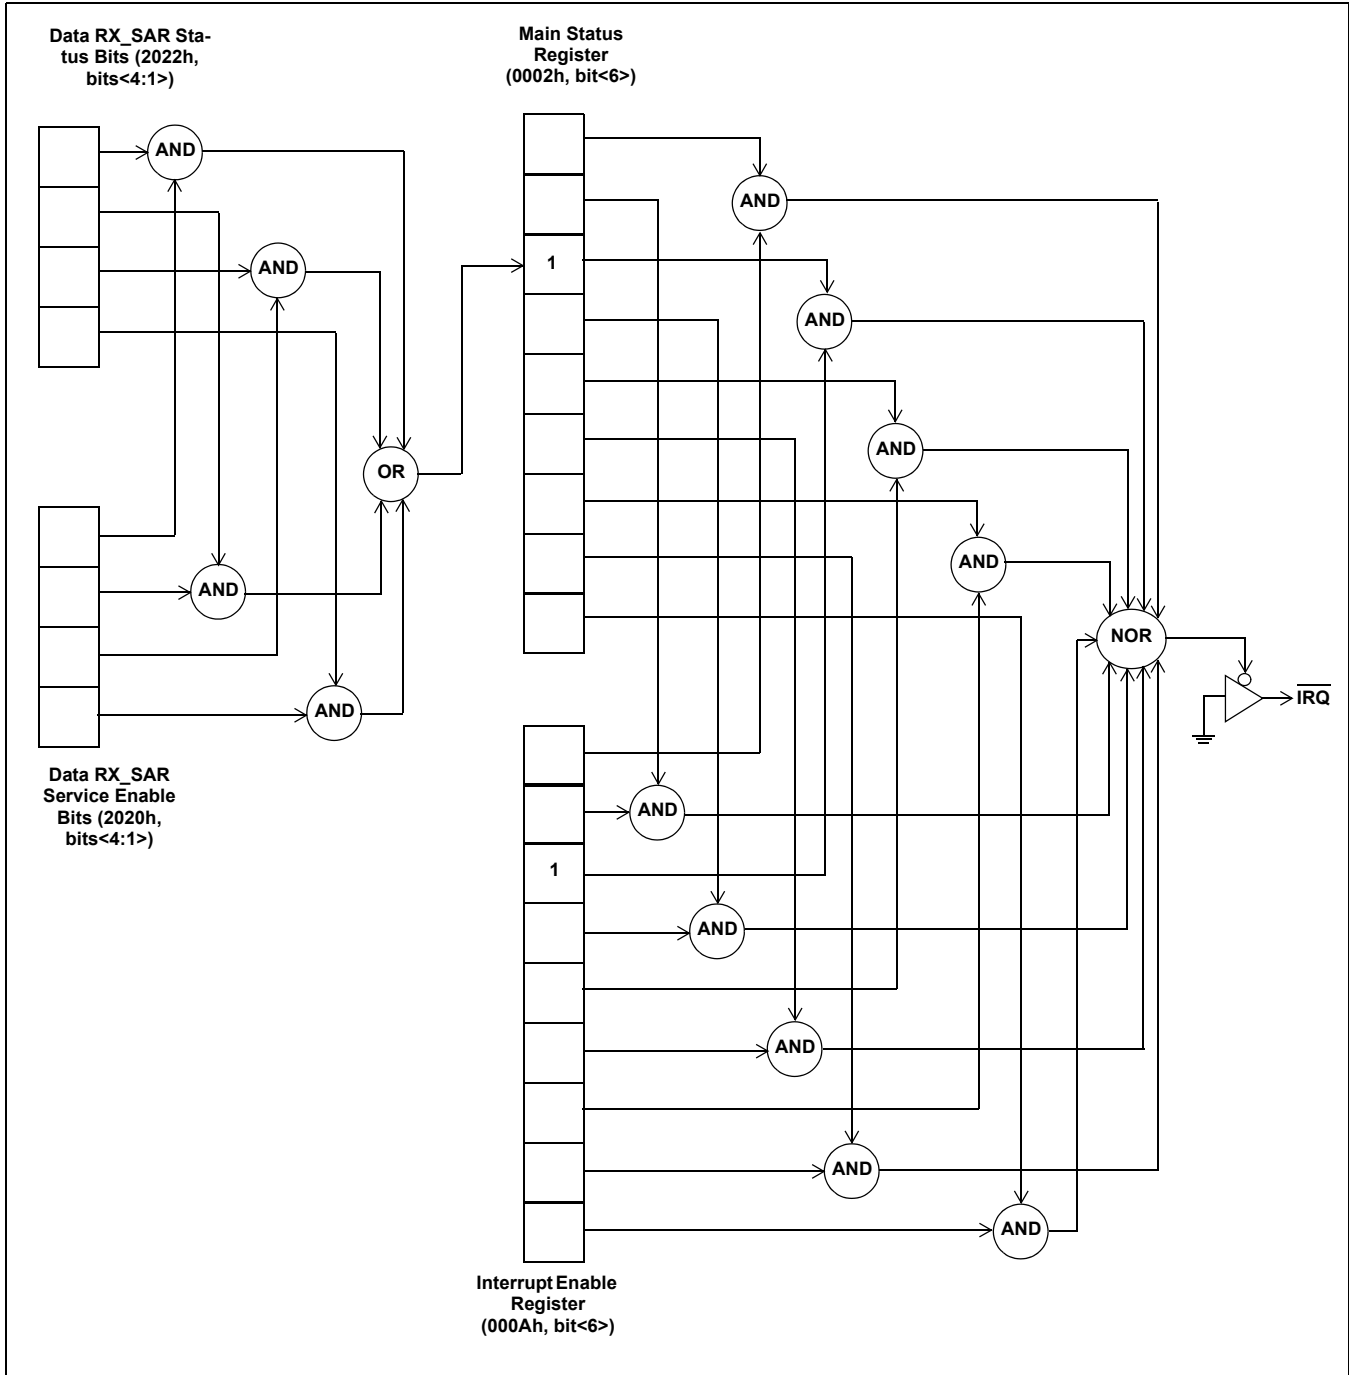 Data RX_SAR Sta-
tus Bits (2022h,
bits<4:1>)
Main Status
Register
(0002h, bit<6>)
AND
AND
AND
1
AND
AND
OR
AND
AND
AND
NOR
AND
IRQ
Data RX_SAR
Service Enable
Bits (2020h,
bits<4:1>)
AND
1
AND
AND
AND
AND
Interrupt Enable
Register
(000Ah, bit<6>)